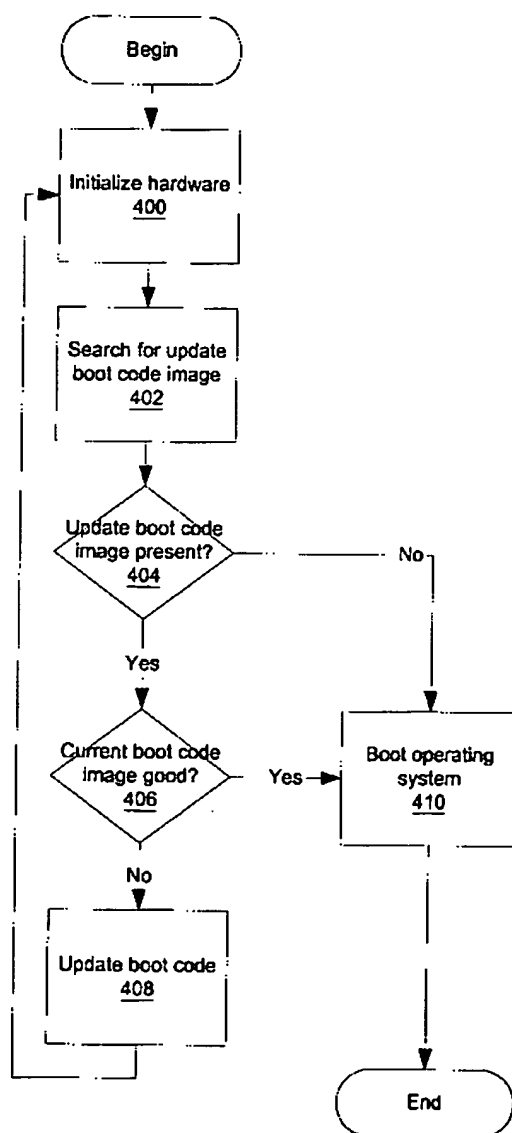 Begin
Initialize hardware
400
Search for update
boot code image
402
Update boot code
image present?
404
No
Yes
Current boot code
image good?
406
Yes
Boot operating
system
410
No
Update boot code
408
End